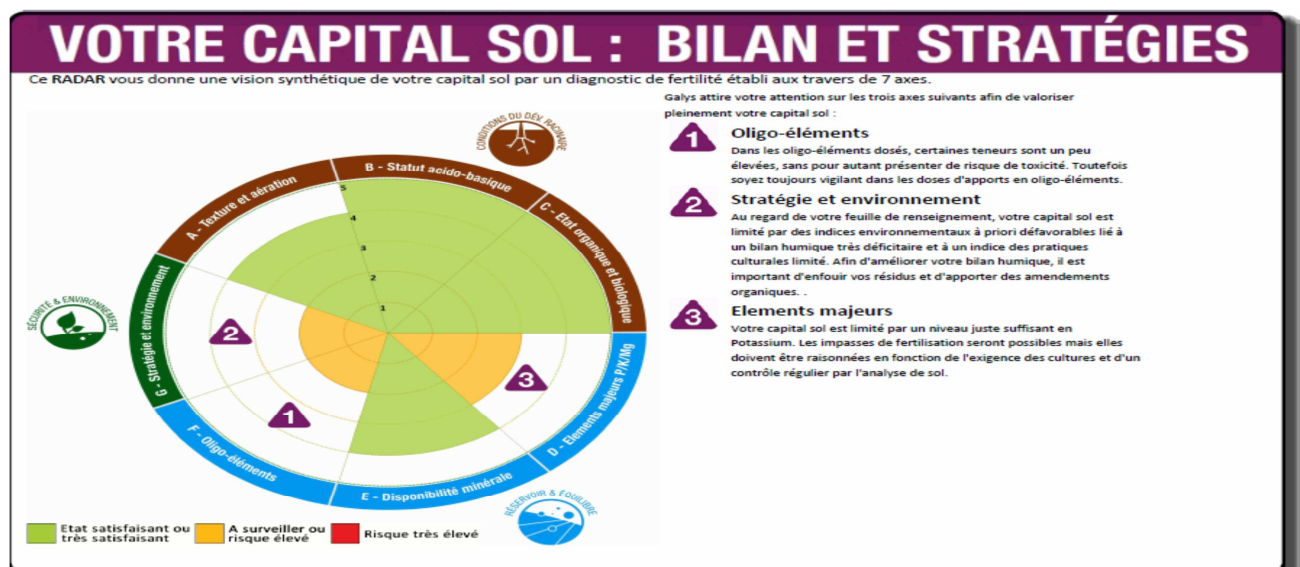 VOTRE CAPITAL SOL : BILAN ET STRATÉGIES
Ce RADAR vous donne une vision synthétique de votre capital sol par un diagnostic de fertilité établi aux travers de 7 axes.
CONDITIONS DU DEV. RACINAIRE
A - Texture et aération
B - Statut acido-basique
C - Etat organique et biologique
D - Elements majeurs P/K/Mg
E - Disponibilité minérale
F - Oligo-éléments
G - Stratégie et environnement
SÉCURITÉ & ENVIRONNEMENT
RÉSERVOIR & ÉQUILIBRE
5
4
3
2
1
2
1
3
Etat satisfaisant ou
très satisfaisant
A surveiller ou
risque élevé
Risque très élevé
Galys attire votre attention sur les trois axes suivants afin de valoriser
pleinement votre capital sol :
1
Oligo-éléments
Dans les oligo-éléments dosés, certaines teneurs sont un peu
élevées, sans pour autant présenter de risque de toxicité. Toutefois
soyez toujours vigilant dans les doses d'apports en oligo-éléments.
2
Stratégie et environnement
Au regard de votre feuille de renseignement, votre capital sol est
limité par des indices environnementaux à priori défavorables lié à
un bilan humique très déficitaire et à un indice des pratiques
culturales limité. Afin d'améliorer votre bilan humique, il est
important d'enfouir vos résidus et d'apporter des amendements
organiques. .
3
Elements majeurs
Votre capital sol est limité par un niveau juste suffisant en
Potassium. Les impasses de fertilisation seront possibles mais elles
doivent être raisonnées en fonction de l'exigence des cultures et d'un
contrôle régulier par l'analyse de sol.